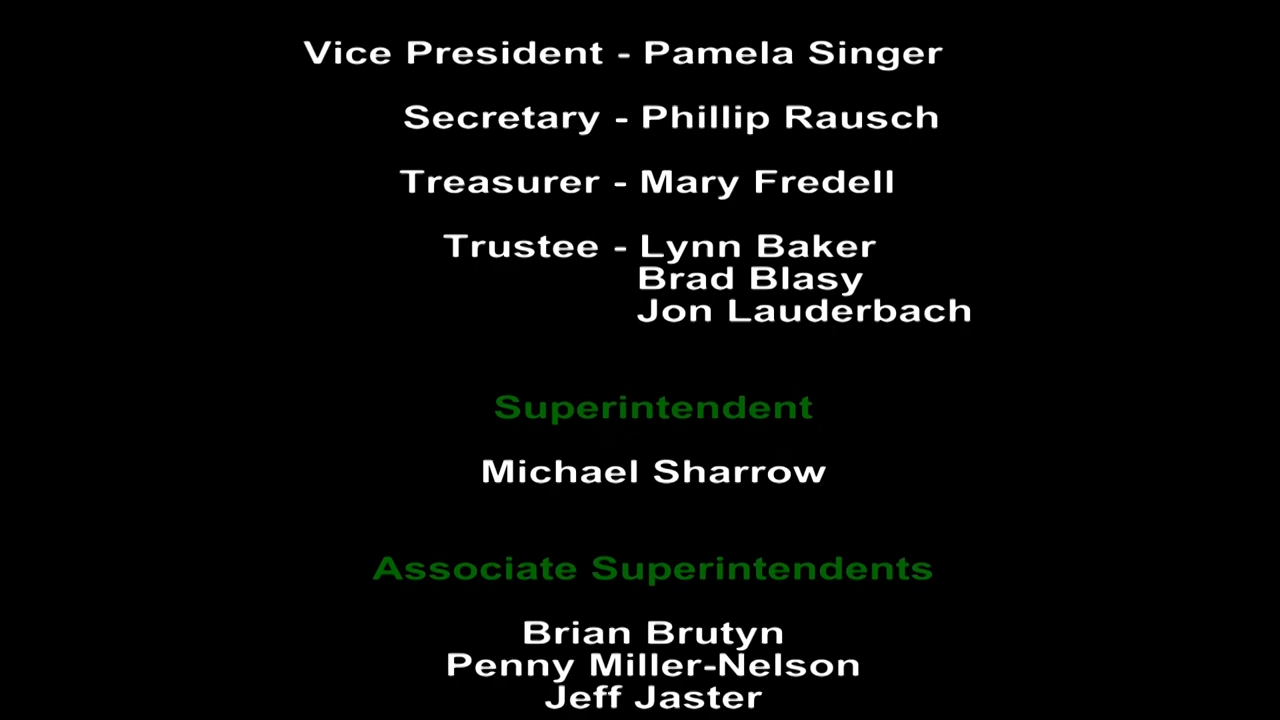 Vice President - Pamela Singer
Secretary - Phillip Rausch
Treasurer - Mary Fredell
Trustee - Lynn Baker
Brad Blasy
Jon Lauderbach
Superintendent
Michael Sharrow
Associate Superintendents
Brian Brutyn
Penny Miller-Nelson
Jeff Jaster